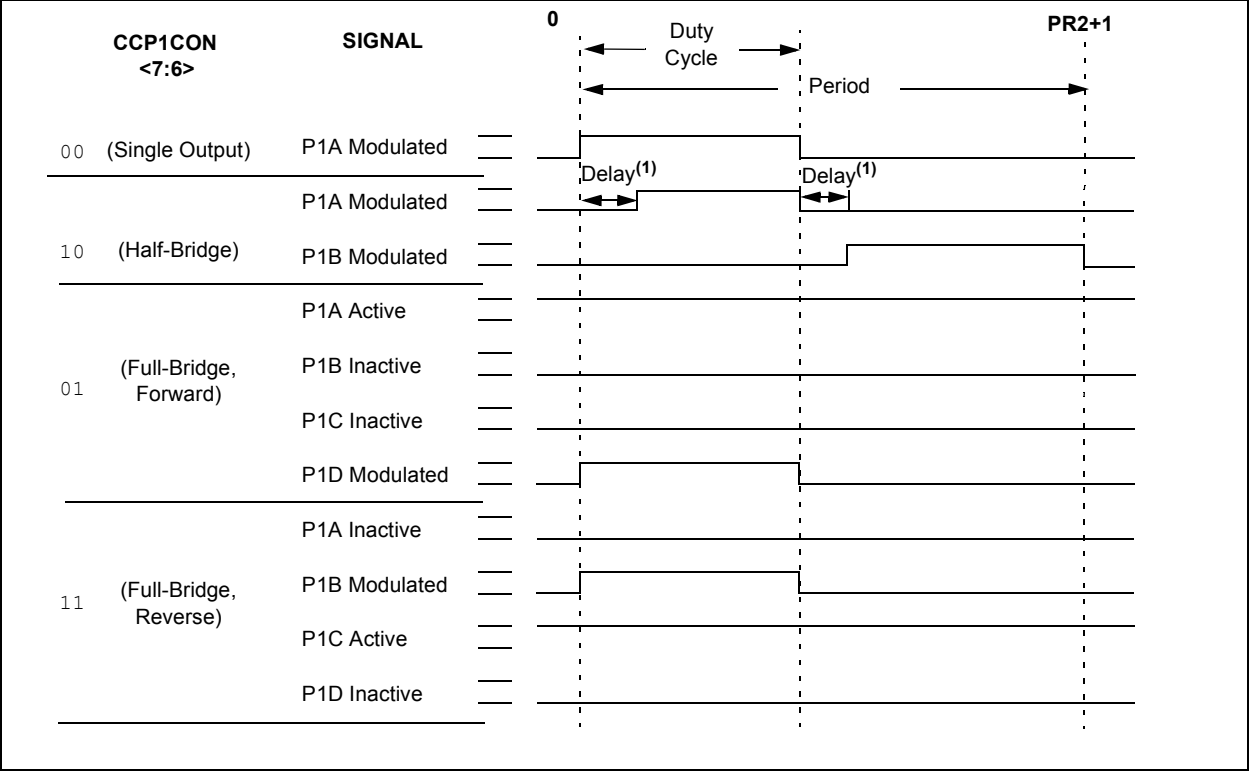 0
PR2+1
CCP1CON
<7:6>
SIGNAL
Duty
Cycle
Period
00 (Single Output) P1A Modulated
Delay(1) Delay(1)
P1A Modulated
10 (Half-Bridge) P1B Modulated
P1A Active
01 (Full-Bridge,
Forward)
P1B Inactive
P1C Inactive
P1D Modulated
P1A Inactive
11 (Full-Bridge,
Reverse)
P1B Modulated
P1C Active
P1D Inactive